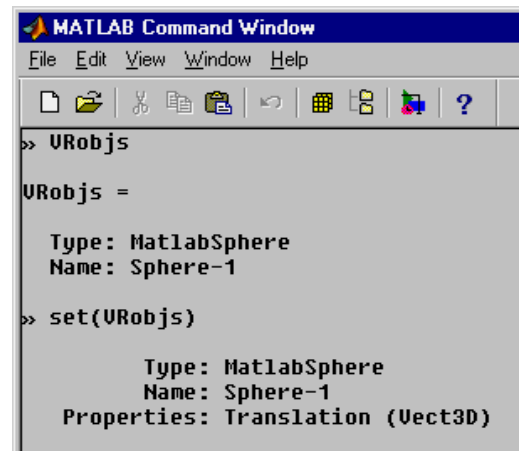 MATLAB Command Window
File Edit View Window Help
?
» VRobjs
VRobjs =
Type: MatlabSphere
Name: Sphere-1
» set(VRobjs)
Type: MatlabSphere
Name: Sphere-1
Properties: Translation (Vect3D)